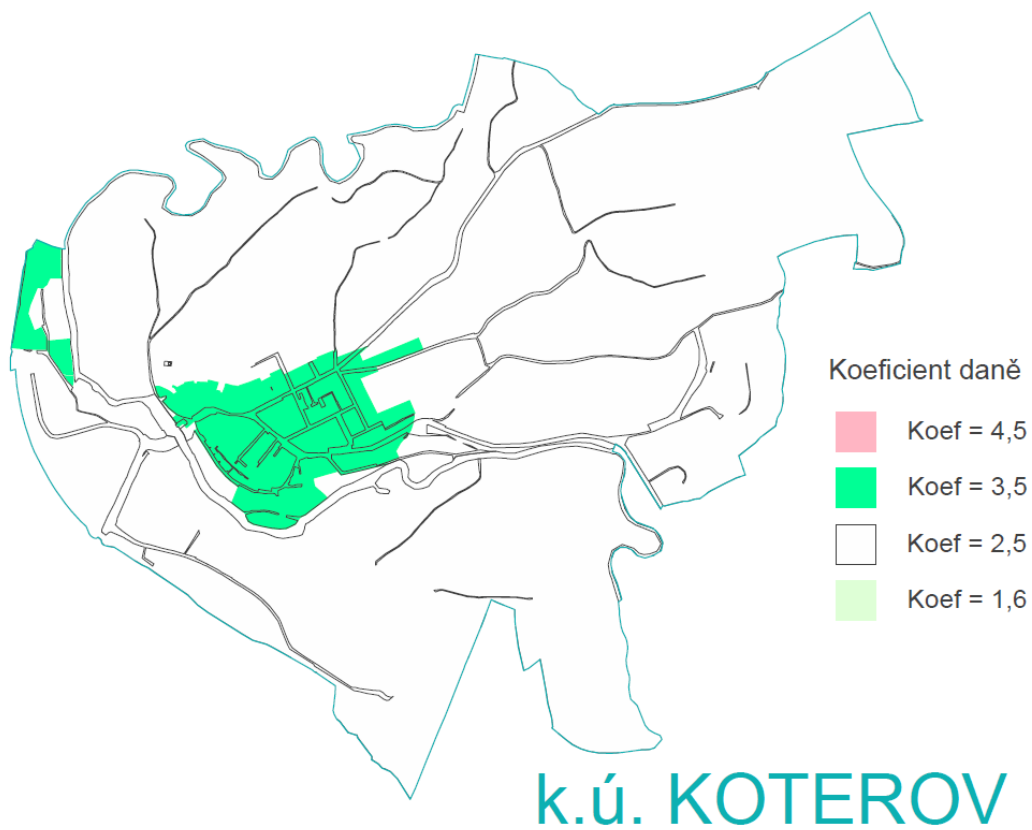 Koeficient daně
Koef = 4,5
Koef = 3,5
Koef = 2,5
Koef = 1,6
k.ú. KOTEROV